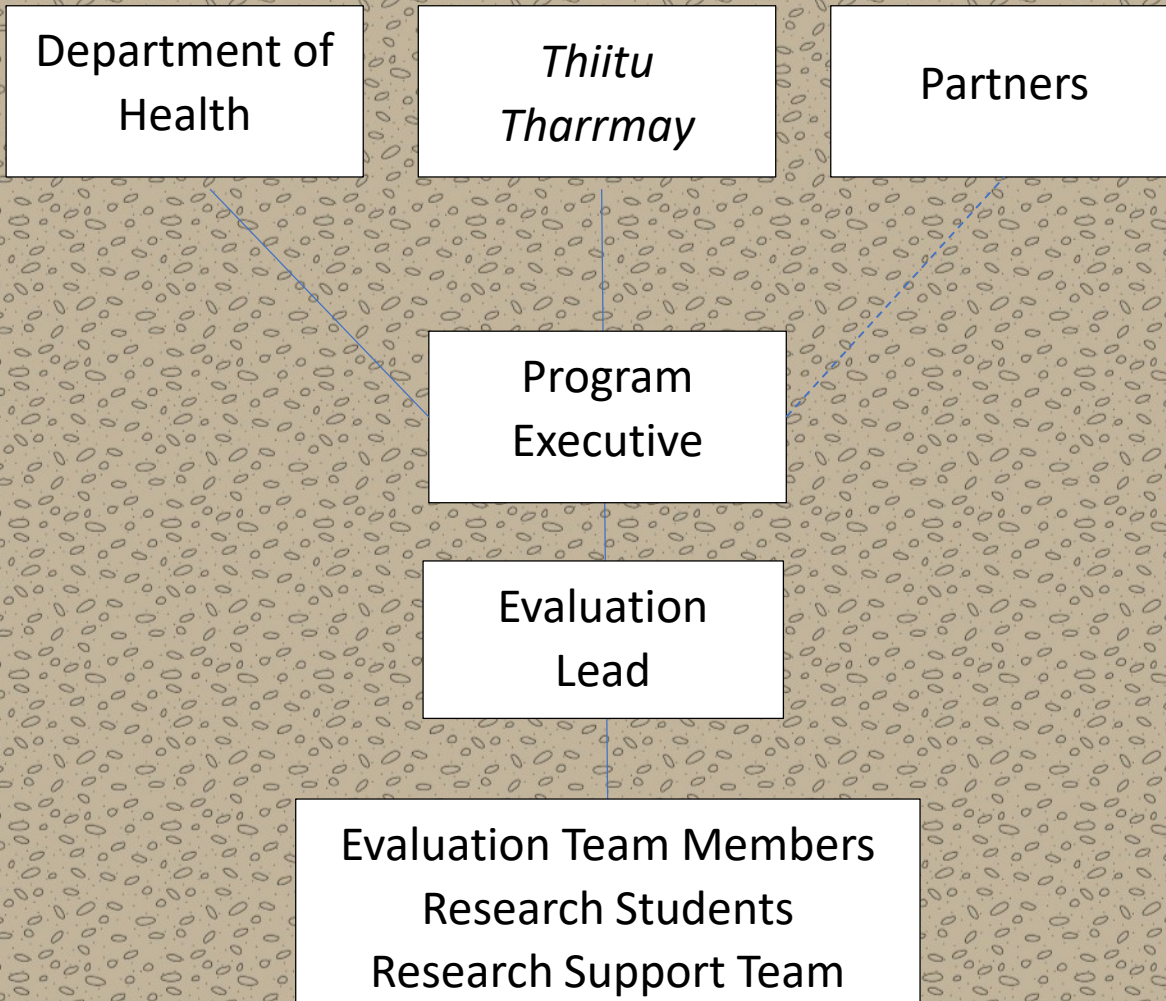 Department of
Health
Thiitu
Tharrmay
Partners
Program
Executive
Evaluation
Lead
Evaluation Team Members
Research Students
Research Support Team